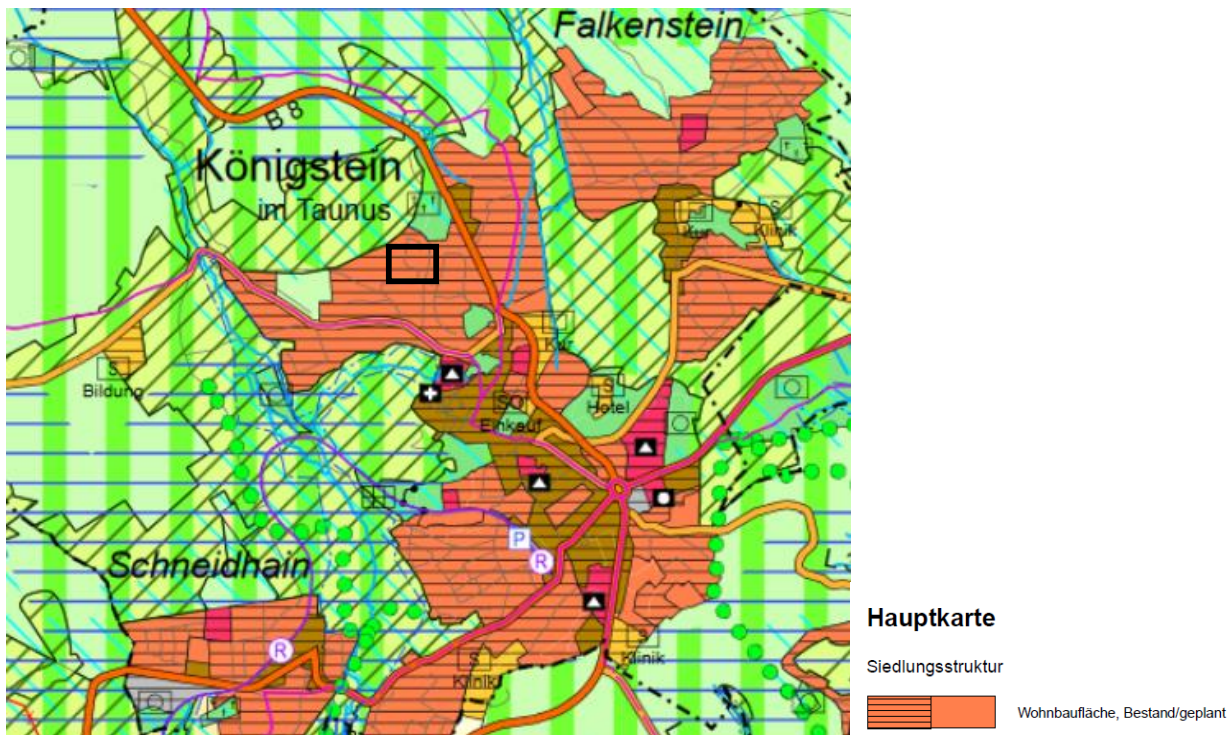 Falkenstein
B 8
Königstein
im Taunus
S
Kur
Klinik
Kur
S
Bildung
S
Hotel
SO
Einkauf
P
R
Schneidhain
L
R
S
Klinik
S
Klinik
Hauptkarte
Siedlungsstruktur
Wohnbaufläche, Bestand/geplant